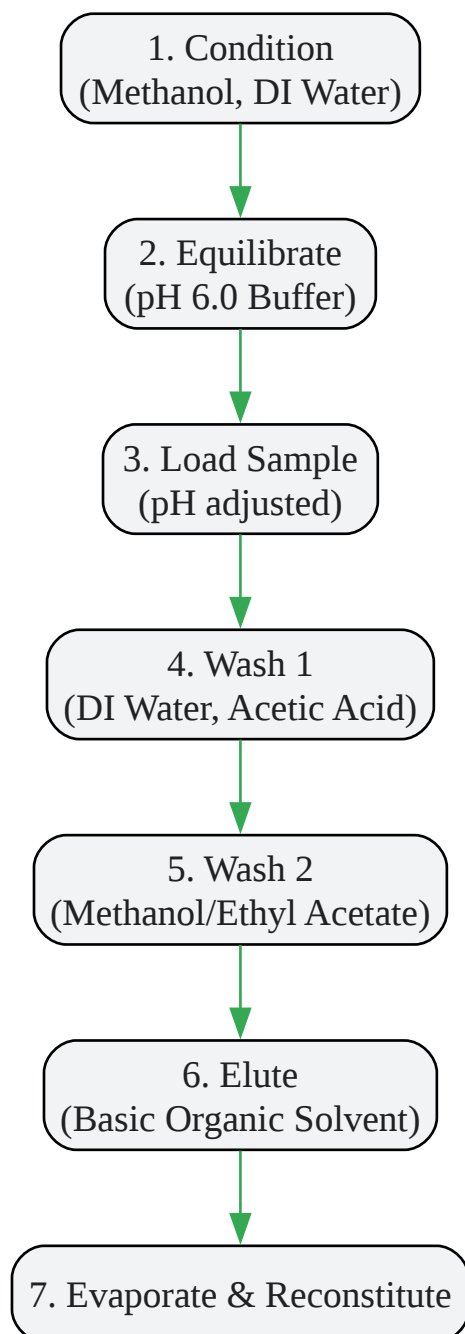 1. Condition
(Methanol, DI Water)
2. Equilibrate
(pH 6.0 Buffer)
3. Load Sample
(pH adjusted)
4. Wash 1
(DI Water, Acetic Acid)
5. Wash 2
(Methanol/Ethyl Acetate)
6. Elute
(Basic Organic Solvent)
7. Evaporate & Reconstitute